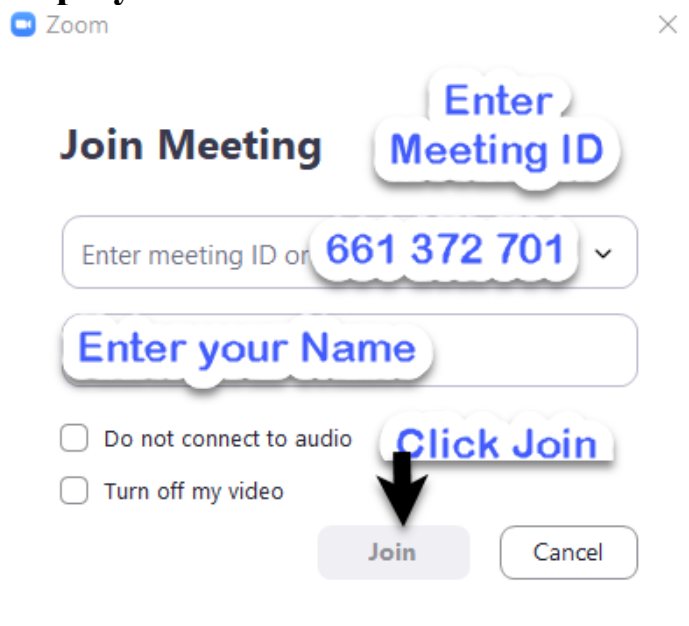 Zoom
Enter
Meeting ID
Join Meeting
Enter meeting ID or
661 372 701
Enter your Name
Do not connect to audio
Click Join
Turn off my video
Join
Cancel